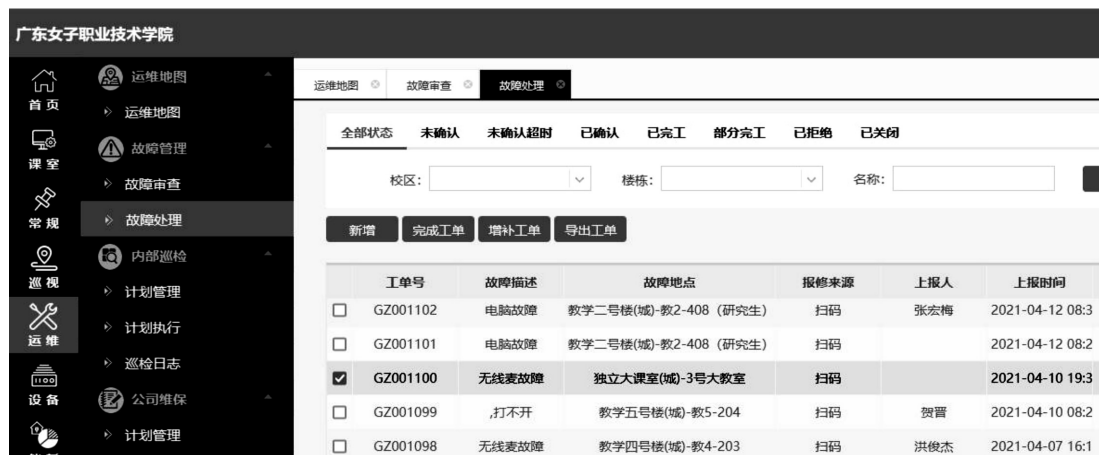 广东女子职业技术学院
首页
课室
常规
巡视
运维
设备
运维地图
运维地图
故障管理
故障审查
故障处理
内部巡检
计划管理
计划执行
巡检日志
公司维保
计划管理
运维地图 故障审查 故障处理
全部状态 未确认 未确认超时 已确认 已完工 部分完工 已拒绝 已关闭
校区: 楼栋: 名称:
新增 完成工单 增补工单 导出工单
工单号 故障描述 故障地点 报修来源 上报人 上报时间
GZ001102 电脑故障 教学二号楼(城)-教2-408（研究生） 扫码 张宏梅 2021-04-12 08:3
GZ001101 电脑故障 教学二号楼(城)-教2-408（研究生） 扫码 2021-04-12 08:2
GZ001100 无线麦故障 独立大课室(城)-3号大教室 扫码 2021-04-10 19:3
GZ001099 ,打不开 教学五号楼(城)-教5-204 扫码 贺晋 2021-04-10 08:2
GZ001098 无线麦故障 教学四号楼(城)-教4-203 扫码 洪俊杰 2021-04-07 16:1